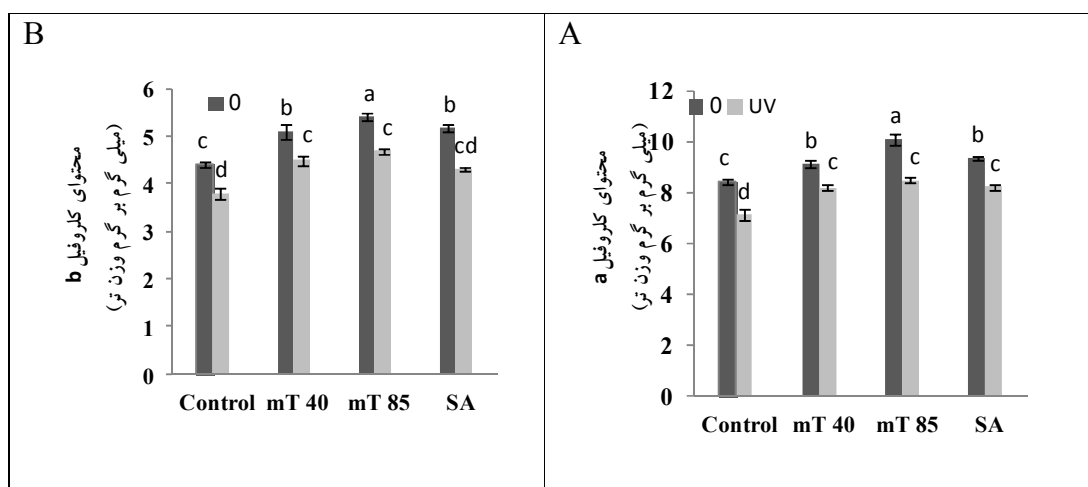 B
0
محتوای کلروفیل b
(میلی گرم بر گرم وزن تر)
6
5
4
3
2
1
0
c
d
b
c
a
c
b
cd
Control mT 40 mT 85 SA
A
0 UV
محتوای کلروفیل a
(میلی گرم بر گرم وزن تر)
12
10
8
6
4
2
0
c
d
b
c
a
c
b
c
Control mT 40 mT 85 SA